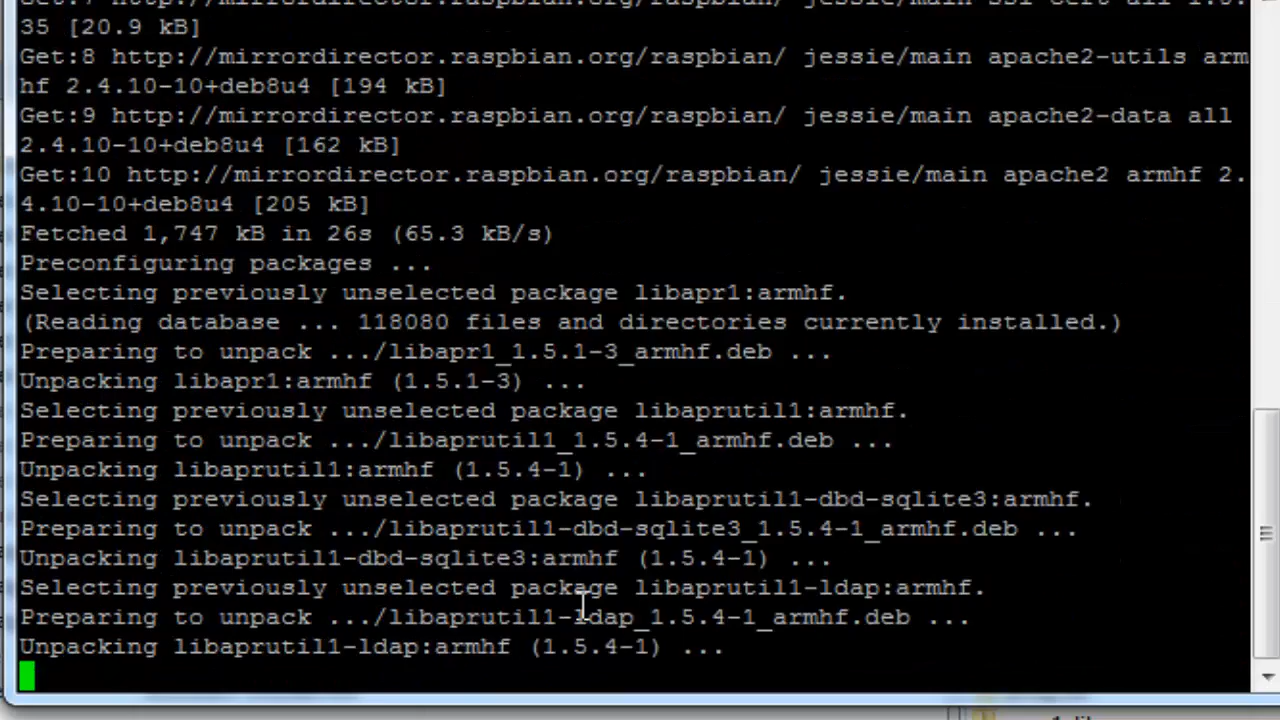 35 [20.9 kB]
Get:8 http://mirrordirector.raspbian.org/raspbian/ jessie/main apache2-utils arm
hf 2.4.10-10+deb8u4 [194 kB]
Get:9 http://mirrordirector.raspbian.org/raspbian/ jessie/main apache2-data all
2.4.10-10+deb8u4 [162 kB]
Get:10 http://mirrordirector.raspbian.org/raspbian/ jessie/main apache2 armhf 2.
4.10-10+deb8u4 [205 kB]
Fetched 1,747 kB in 26s (65.3 kB/s)
Preconfiguring packages ...
Selecting previously unselected package libapr1:armhf.
(Reading database ... 118080 files and directories currently installed.)
Preparing to unpack .../libapr1_1.5.1-3_armhf.deb ...
Unpacking libapr1:armhf (1.5.1-3) ...
Selecting previously unselected package libaprutil1:armhf.
Preparing to unpack .../libaprutil1_1.5.4-1_armhf.deb ...
Unpacking libaprutil1:armhf (1.5.4-1) ...
Selecting previously unselected package libaprutil1-dbd-sqlite3:armhf.
Preparing to unpack .../libaprutil1-dbd-sqlite3_1.5.4-1_armhf.deb ...
Unpacking libaprutil1-dbd-sqlite3:armhf (1.5.4-1) ...
Selecting previously unselected package libaprutil1-ldap:armhf.
Preparing to unpack .../libaprutil1-ldap_1.5.4-1_armhf.deb ...
Unpacking libaprutil1-ldap:armhf (1.5.4-1) ...